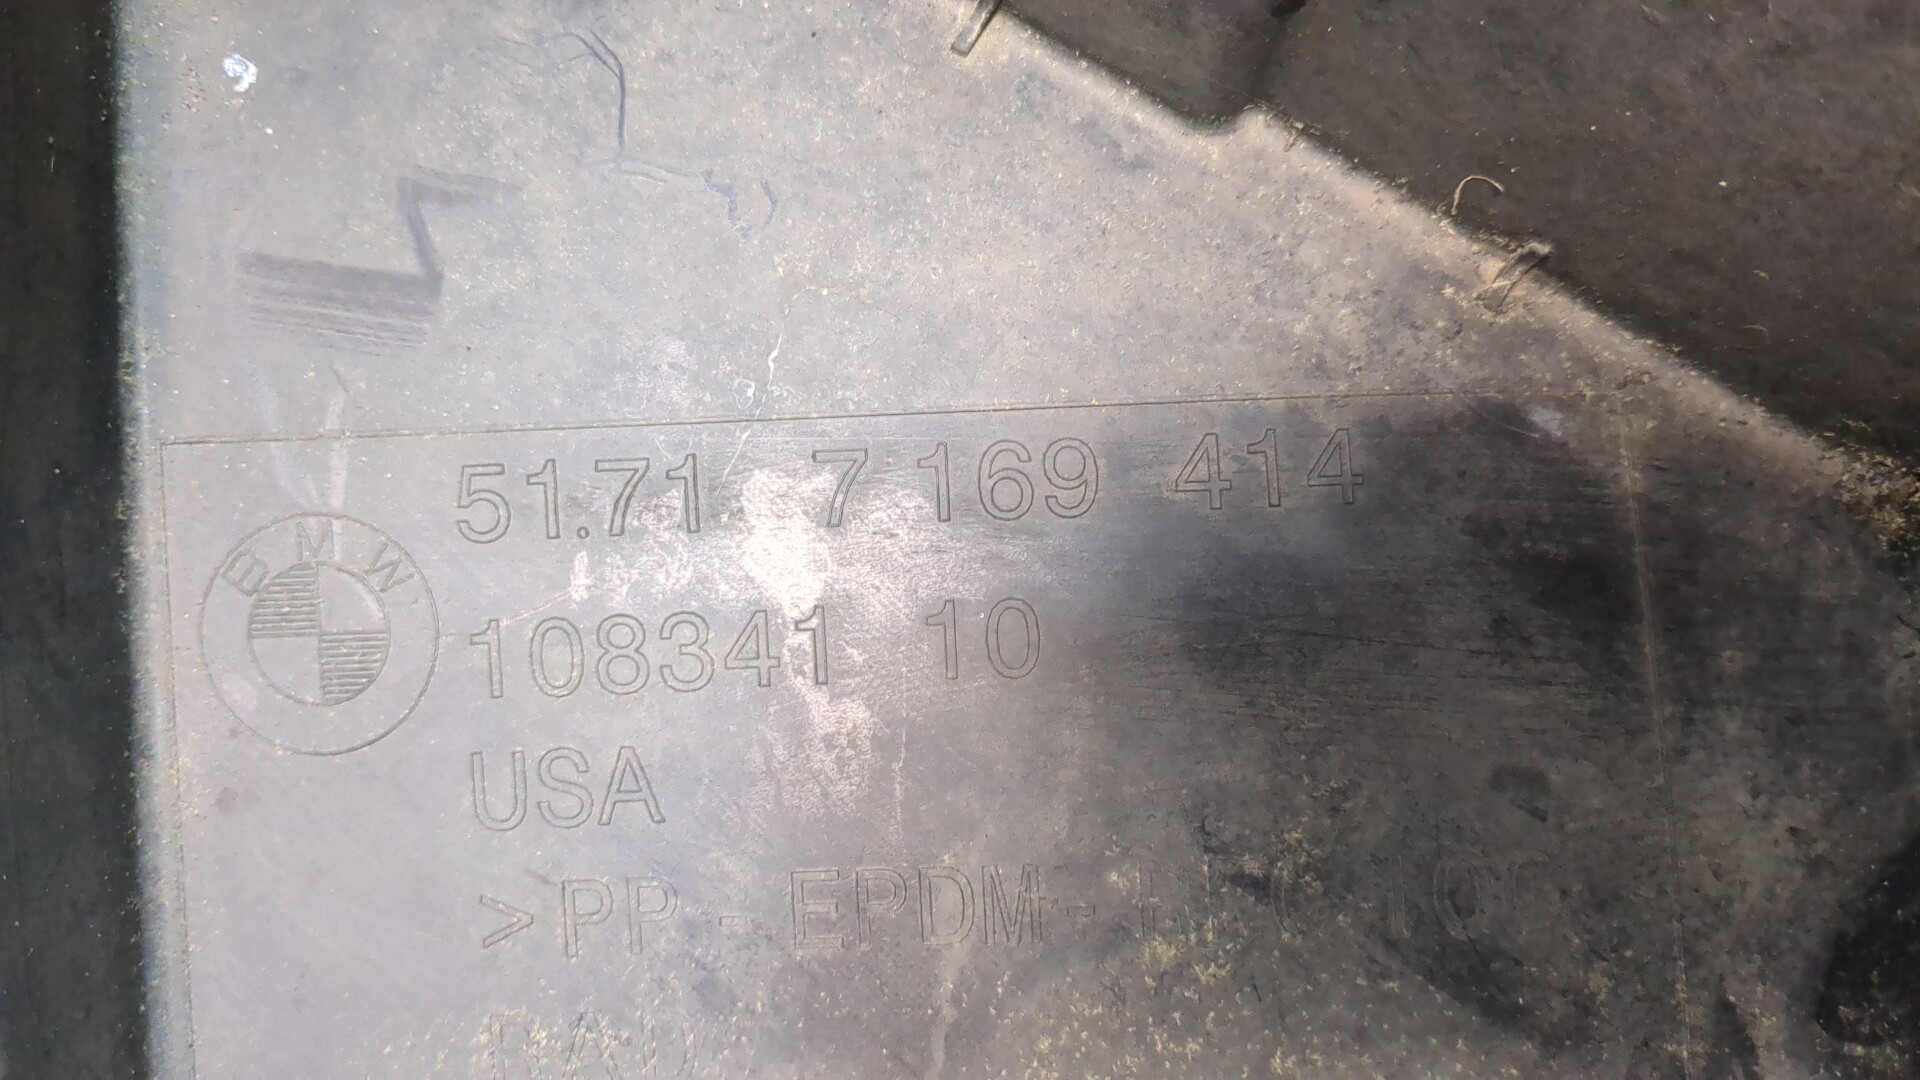 51.71 7 169 414
BMW
108341 10
USA
>PP-EPDM-